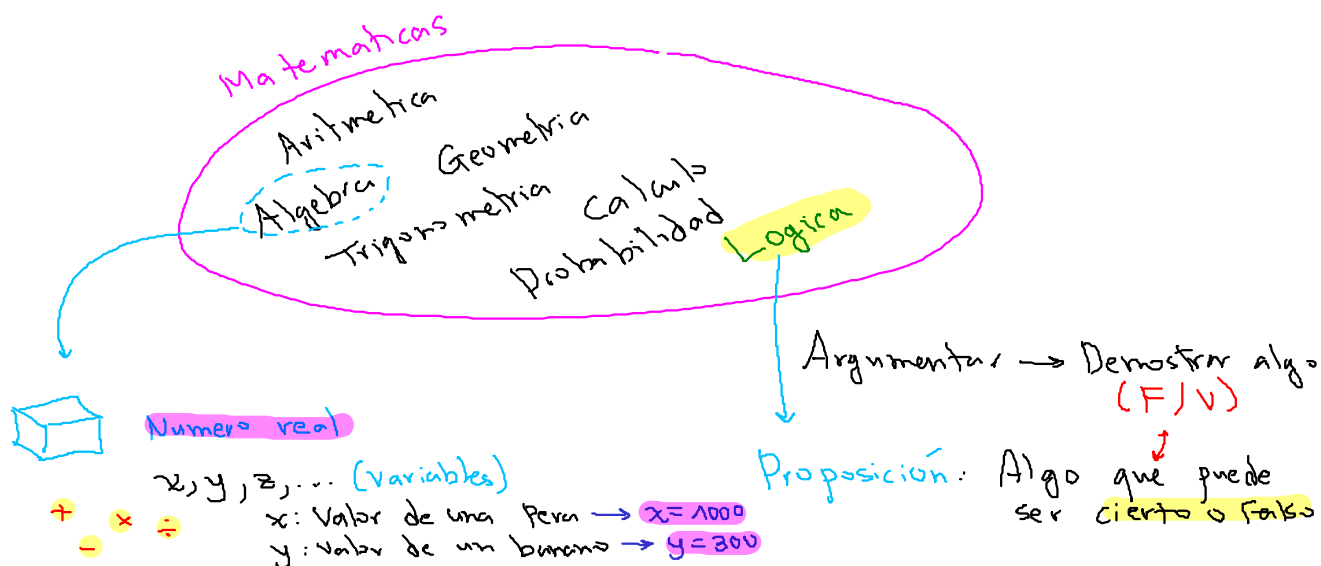 Matematicas
Aritmetica
Geometria
Algebra
Trigonometria
Calculo
Probabilidad
Logica
Argumentar → Demostrar algo
(F/V)
Numero real
x, y, z, ... (variables)
+ - × ÷
x: Valor de una Pera → x = 1000
y: Valor de un banano → y = 300
Proposición: Algo que puede
ser cierto o Falso